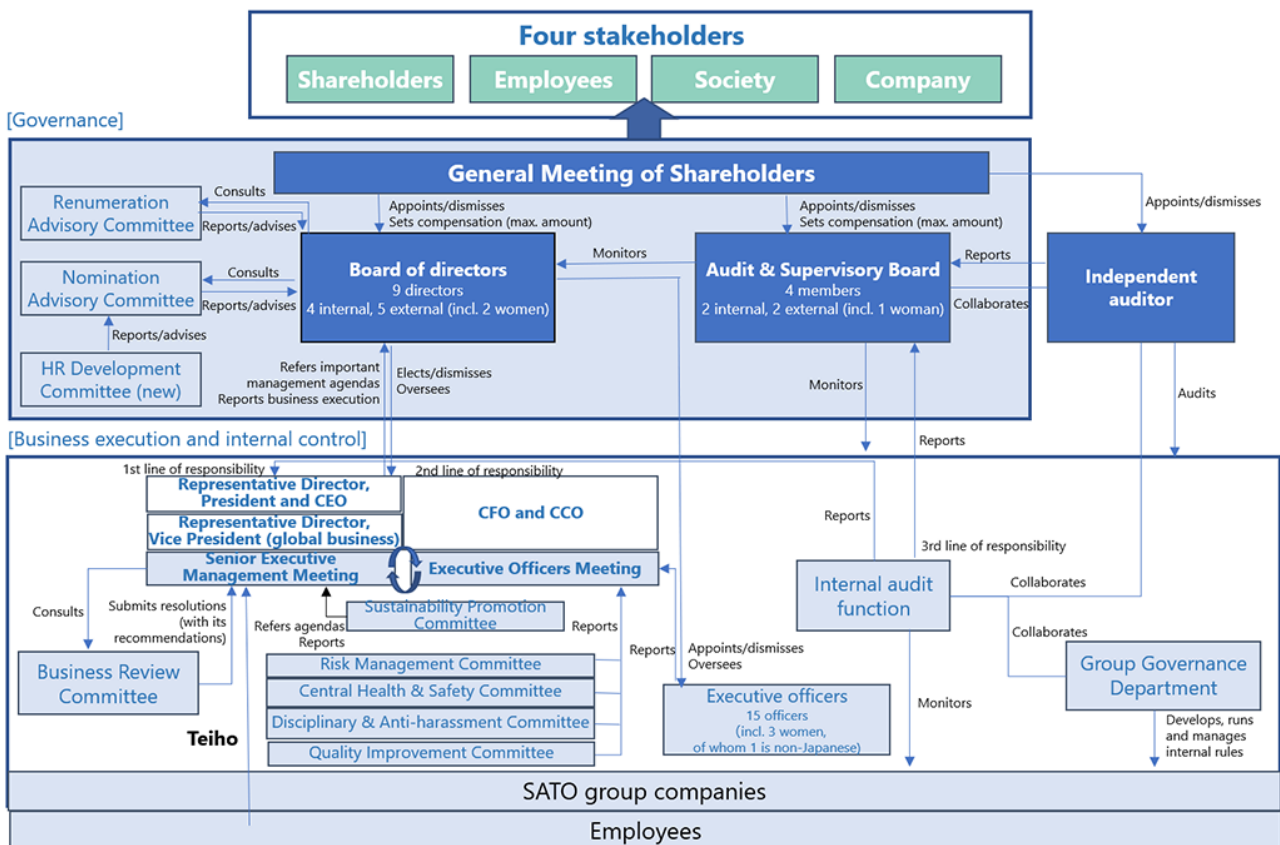 Four stakeholders
Shareholders
Employees
Society
Company
[Governance]
General Meeting of Shareholders
Renumeration
Advisory Committee
Consults
Reports/advises
Appoints/dismisses
Sets compensation (max. amount)
Appoints/dismisses
Sets compensation (max. amount)
Appoints/dismisses
Nomination
Advisory Committee
Consults
Reports/advises
Board of directors
9 directors
4 internal, 5 external (incl. 2 women)
Monitors
Audit & Supervisory Board
4 members
2 internal, 2 external (incl. 1 woman)
Reports
Collaborates
Independent
auditor
Reports/advises
HR Development
Committee (new)
Refers important
management agendas
Reports business execution
Elects/dismisses
Oversees
Monitors
Audits
Reports
[Business execution and internal control]
1st line of responsibility
2nd line of responsibility
Representative Director,
President and CEO
Representative Director,
Vice President (global business)
CFO and CCO
Senior Executive
Management Meeting
Executive Officers Meeting
Reports
3rd line of responsibility
Internal audit
function
Collaborates
Collaborates
Consults
Submits resolutions
(with its
recommendations)
Sustainability Promotion
Committee
Refers agendas
Reports
Reports
Reports
Appoints/dismisses
Oversees
Business Review
Committee
Risk Management Committee
Central Health & Safety Committee
Disciplinary & Anti-harassment Committee
Quality Improvement Committee
Executive officers
15 officers
(incl. 3 women,
of whom 1 is non-Japanese)
Monitors
Group Governance
Department
Develops, runs
and manages
internal rules
Teiho
SATO group companies
Employees